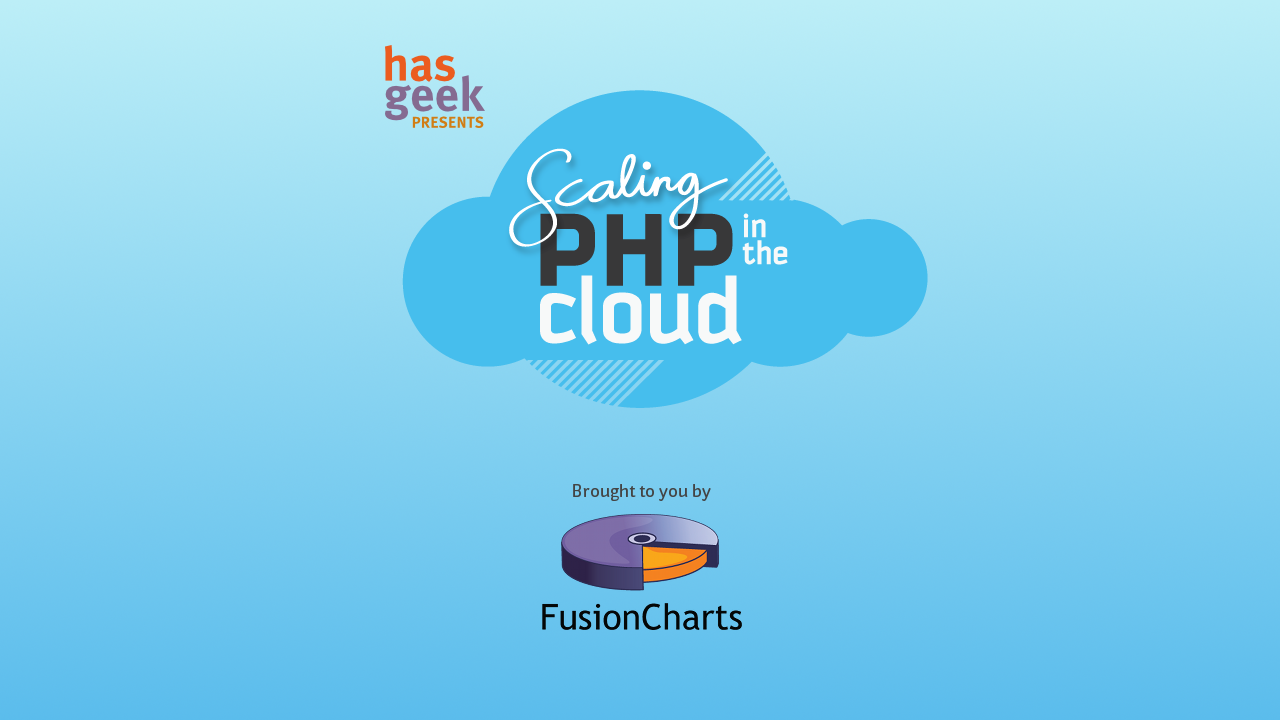 has
geek
PRESENTS
Scaling
PHP in the
cloud
Brought to you by
FusionCharts